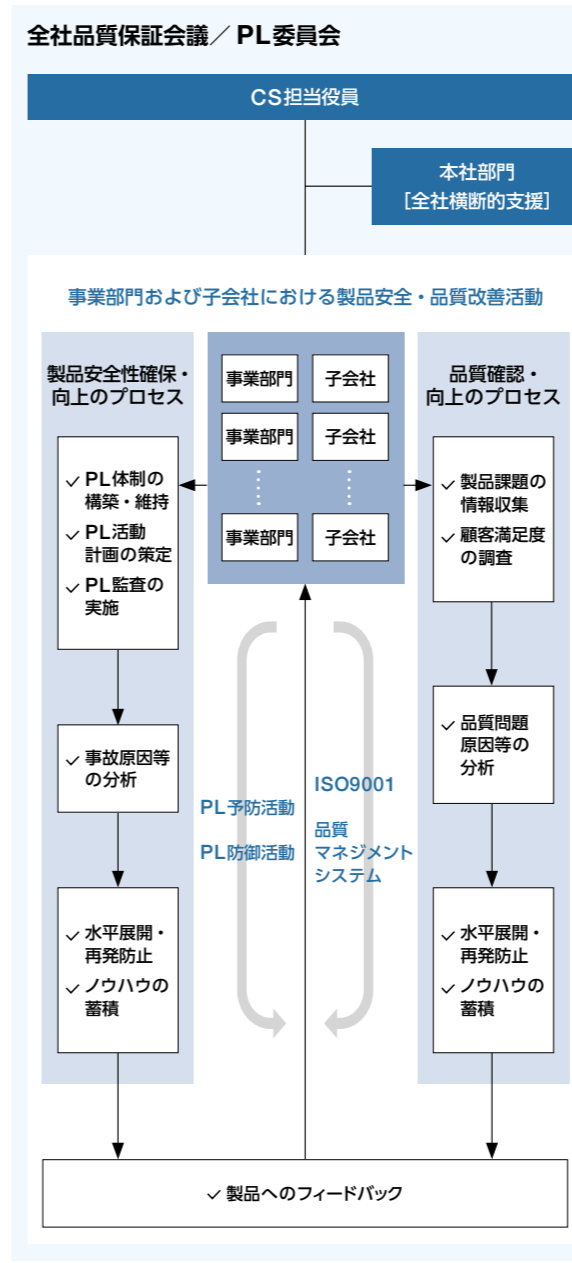 全社品質保証会議／PL委員会
CS担当役員
本社部門
［全社横断的支援］
事業部門および子会社における製品安全・品質改善活動
製品安全性確保・
向上のプロセス
✓ PL体制の
構築・維持
✓ PL活動
計画の策定
✓ PL監査の
実施
✓ 事故原因等
の分析
✓ 水平展開・
再発防止
✓ ノウハウの
蓄積
事業部門
子会社
事業部門
子会社
事業部門
子会社
PL予防活動
PL防御活動
ISO9001
品質
マネジメント
システム
品質確認・
向上のプロセス
✓ 製品課題の
情報収集
✓ 顧客満足度
の調査
✓ 品質問題
原因等の
分析
✓ 水平展開・
再発防止
✓ ノウハウの
蓄積
✓ 製品へのフィードバック